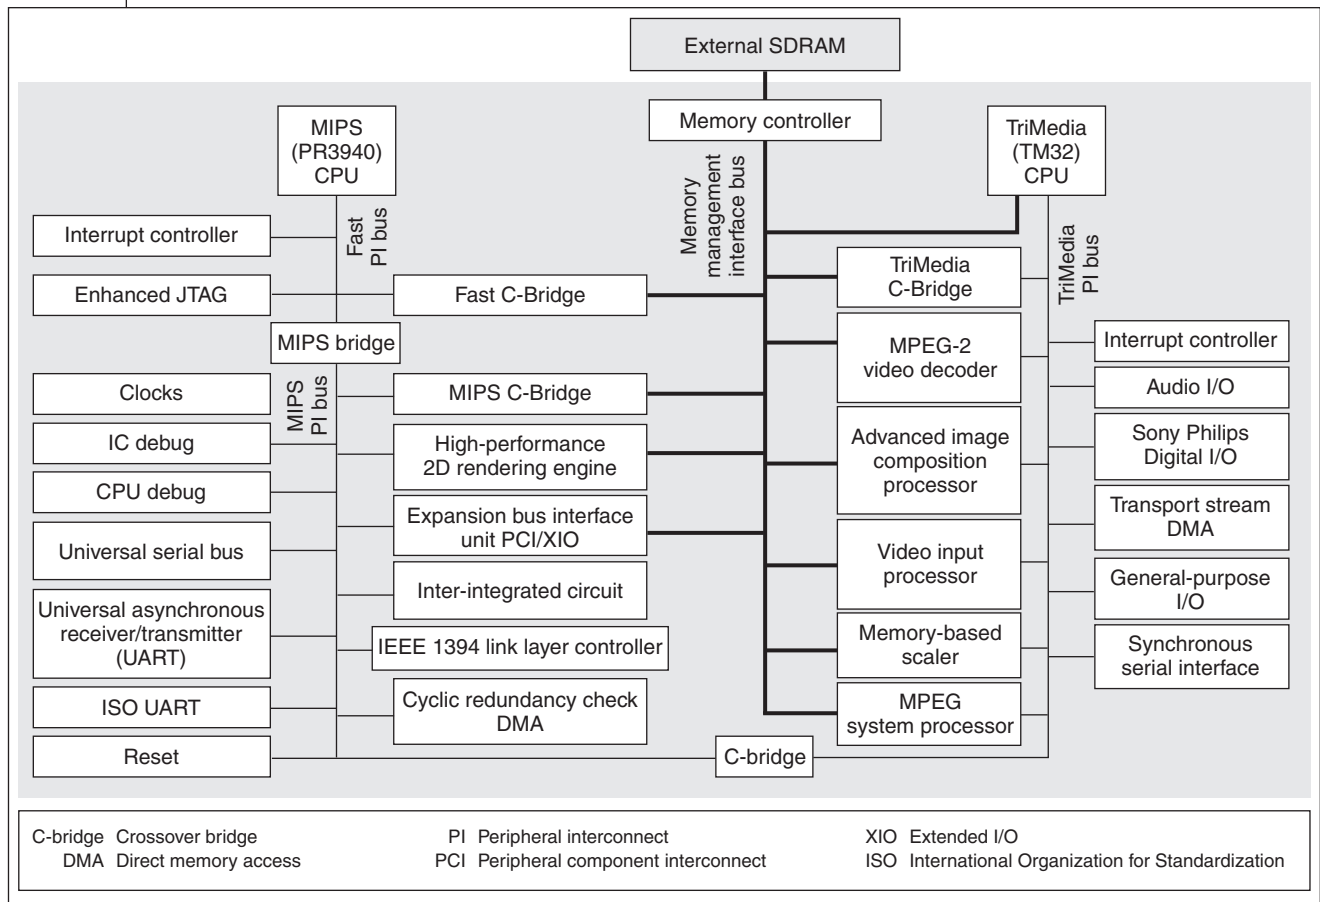 External SDRAM
Memory controller
MIPS
(PR3940)
CPU
TriMedia
(TM32)
CPU
Fast
PI bus
Memory
management
interface bus
TriMedia
PI bus
Interrupt controller
Enhanced JTAG
Fast C-Bridge
MIPS bridge
MIPS
PI bus
Clocks
IC debug
CPU debug
Universal serial bus
Universal asynchronous
receiver/transmitter
(UART)
ISO UART
Reset
MIPS C-Bridge
High-performance
2D rendering engine
Expansion bus interface
unit PCI/XIO
Inter-integrated circuit
IEEE 1394 link layer controller
Cyclic redundancy check
DMA
C-bridge
TriMedia
C-Bridge
MPEG-2
video decoder
Advanced image
composition
processor
Video input
processor
Memory-based
scaler
MPEG
system processor
Interrupt controller
Audio I/O
Sony Philips
Digital I/O
Transport stream
DMA
General-purpose
I/O
Synchronous
serial interface
C-bridge Crossover bridge
DMA Direct memory access
PI Peripheral interconnect
PCI Peripheral component interconnect
XIO Extended I/O
ISO International Organization for Standardization